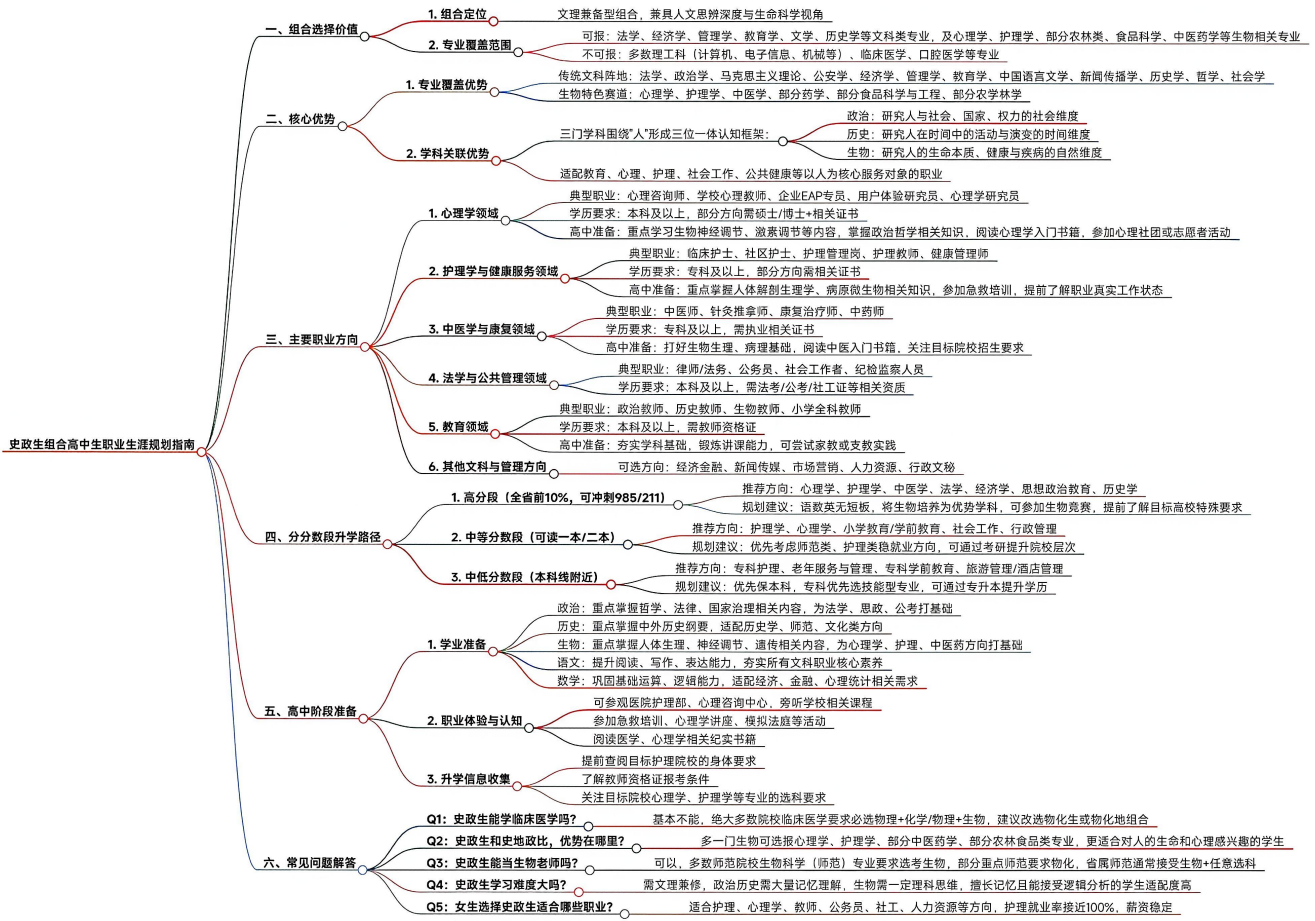 史政生组合高中生职业生涯规划指南
一、组合选择价值
1. 组合定位
文理兼备型组合，兼具人文思辨深度与生命科学视角
2. 专业覆盖范围
可报：法学、经济学、管理学、教育学、文学、历史学等文科类专业，及心理学、护理学、部分农林类、食品科学、中医药学等生物相关专业
不可报：多数理工科（计算机、电子信息、机械等）、临床医学、口腔医学等专业
二、核心优势
1. 专业覆盖优势
传统文科阵地：法学、政治学、马克思主义理论、公安学、经济学、管理学、教育学、中国语言文学、新闻传播学、历史学、哲学、社会学
生物特色赛道：心理学、护理学、中医学、部分药学、部分食品科学与工程、部分农学林学
2. 学科关联优势
三门学科围绕"人"形成三位一体认知框架：
政治：研究人与社会、国家、权力的社会维度
历史：研究人在时间中的活动与演变的时间维度
生物：研究人的生命本质、健康与疾病的自然维度
适配教育、心理、护理、社会工作、公共健康等以人为核心服务对象的职业
三、主要职业方向
1. 心理学领域
典型职业：心理咨询师、学校心理教师、企业EAP专员、用户体验研究员、心理学研究员
学历要求：本科及以上，部分方向需硕士/博士+相关证书
高中准备：重点学习生物神经调节、激素调节等内容，掌握政治哲学相关知识，阅读心理学入门书籍，参加心理社团或志愿者活动
2. 护理学与健康服务领域
典型职业：临床护士、社区护士、护理管理岗、护理教师、健康管理师
学历要求：专科及以上，部分方向需相关证书
高中准备：重点掌握人体解剖生理学、病原微生物相关知识，参加急救培训，提前了解职业真实工作状态
3. 中医学与康复领域
典型职业：中医师、针灸推拿师、康复治疗师、中药师
学历要求：专科及以上，需执业相关证书
高中准备：打好生物生理、病理基础，阅读中医入门书籍，关注目标院校招生要求
4. 法学与公共管理领域
典型职业：律师/法务、公务员、社会工作者、纪检监察人员
学历要求：本科及以上，需法考/公考/社工证等相关资质
5. 教育领域
典型职业：政治教师、历史教师、生物教师、小学全科教师
学历要求：本科及以上，需教师资格证
高中准备：夯实学科基础，锻炼讲课能力，可尝试家教或支教实践
6. 其他文科与管理方向
可选方向：经济金融、新闻传媒、市场营销、人力资源、行政文秘
四、分分数段升学路径
1. 高分段（全省前10%，可冲刺985/211）
推荐方向：心理学、护理学、中医学、法学、经济学、思想政治教育、历史学
规划建议：语数英无短板，将生物培养为优势学科，可参加生物竞赛，提前了解目标高校特殊要求
2. 中等分数段（可读一本/二本）
推荐方向：护理学、心理学、小学教育/学前教育、社会工作、行政管理
规划建议：优先考虑师范类、护理类稳就业方向，可通过考研提升院校层次
3. 中低分数段（本科线附近）
推荐方向：专科护理、老年服务与管理、专科学前教育、旅游管理/酒店管理
规划建议：优先保本科，专科优先选技能型专业，可通过专升本提升学历
五、高中阶段准备
1. 学业准备
政治：重点掌握哲学、法律、国家治理相关内容，为法学、思政、公考打基础
历史：重点掌握中外历史纲要，适配历史学、师范、文化类方向
生物：重点掌握人体生理、神经调节、遗传相关内容，为心理学、护理、中医药方向打基础
语文：提升阅读、写作、表达能力，夯实所有文科职业核心素养
数学：巩固基础运算、逻辑能力，适配经济、金融、心理统计相关需求
2. 职业体验与认知
可参观医院护理部、心理咨询中心，旁听学校相关课程
参加急救培训、心理学讲座、模拟法庭等活动
阅读医学、心理学相关纪实书籍
3. 升学信息收集
提前查阅目标护理院校的身体要求
了解教师资格证报考条件
关注目标院校心理学、护理学等专业的选科要求
六、常见问题解答
Q1：史政生能学临床医学吗？
基本不能，绝大多数院校临床医学要求必选物理+化学/物理+生物，建议改选物化生或物化地组合
Q2：史政生和史地政比，优势在哪里？
多一门生物可选报心理学、护理学、部分中医药学、部分农林食品类专业，更适合对人的生命和心理感兴趣的学生
Q3：史政生能当生物老师吗？
可以，多数师范院校生物科学（师范）专业要求选考生物，部分重点师范要求物化，省属师范通常接受生物+任意选科
Q4：史政生学习难度大吗？
需文理兼修，政治历史需大量记忆理解，生物需一定理科思维，擅长记忆且能接受逻辑分析的学生适配度高
Q5：女生选择史政生适合哪些职业？
适合护理、心理学、教师、公务员、社工、人力资源等方向，护理就业率接近100%，薪资稳定